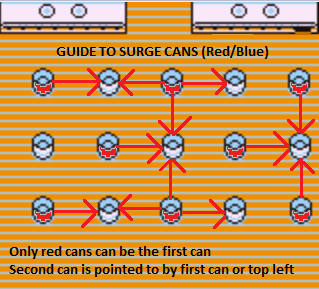 GUIDE TO SURGE CANS (Red/Blue)
Only red cans can be the first can
Second can is pointed to by first can or top left